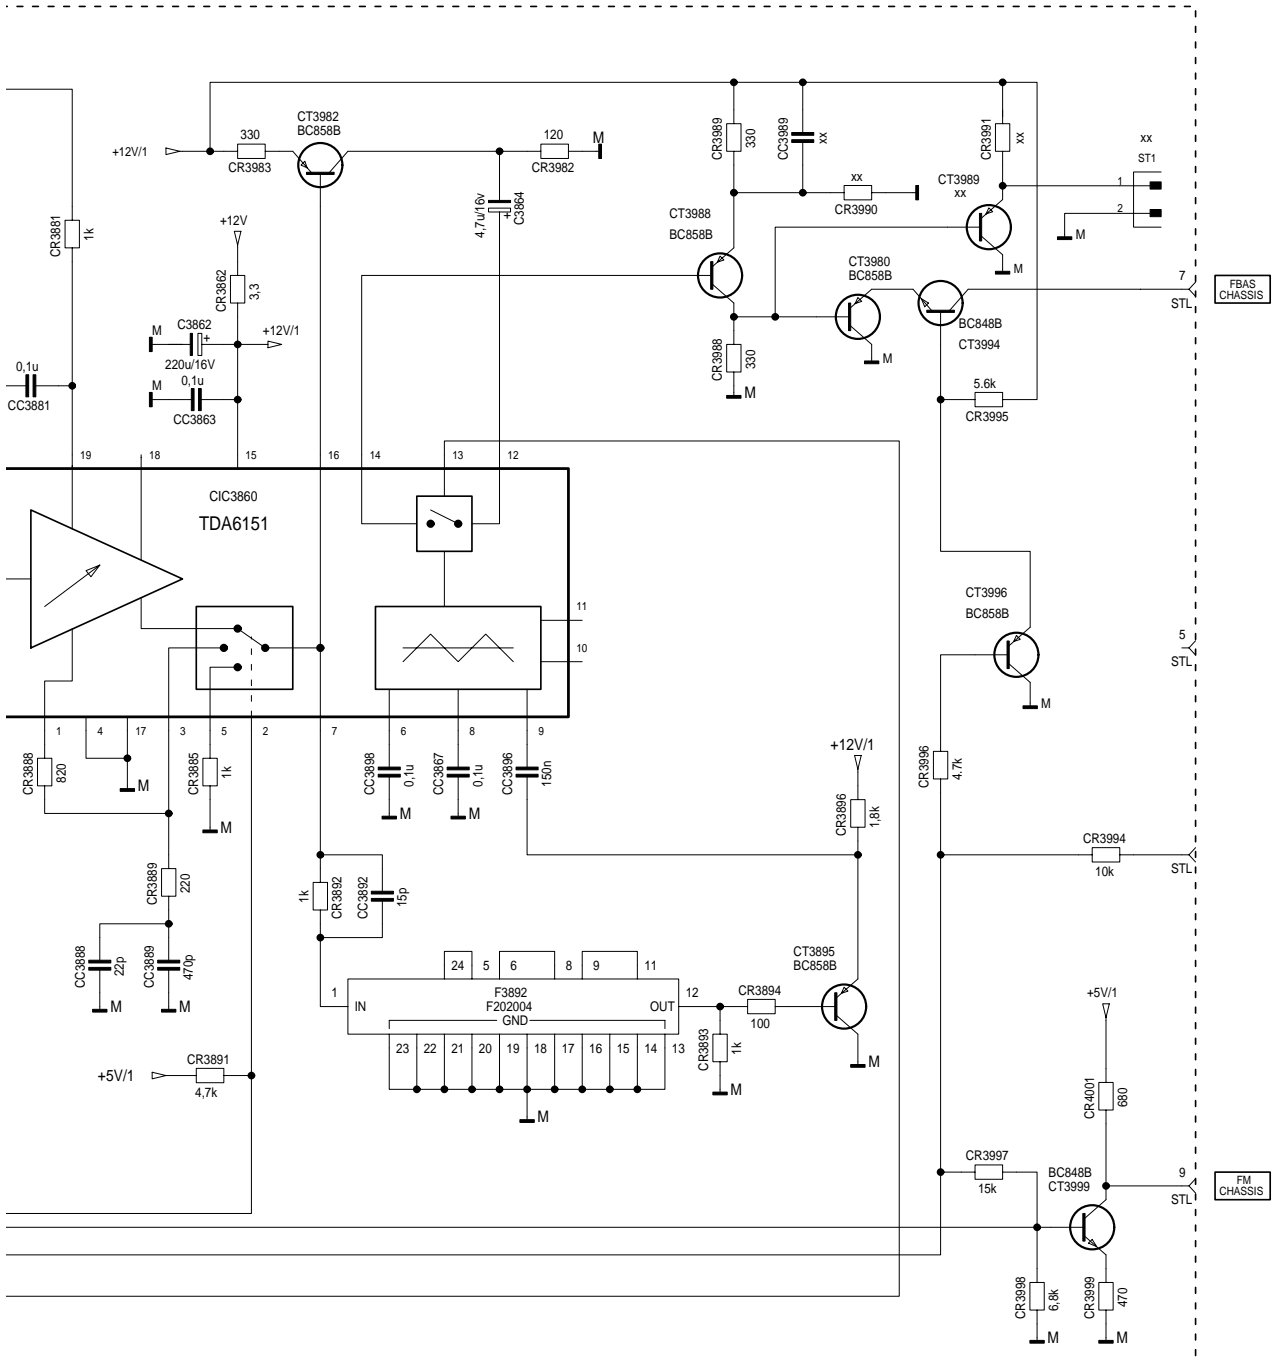 CT3982
BC858B
330
CR3983
+12V/1
120
M
CR3982
CR3989
330
CC3989
xx
CR3991
xx
xx
ST1
CT3989
xx
1
2
M
xx
CR3990
CR3881
1k
+12V
4,7u/16v
+
C3864
CT3988
BC858B
M
CR3862
3,3
CT3980
BC858B
7
STL
FBAS
CHASSIS
C3862
M
+
+12V/1
220u/16V
BC848B
CT3994
0,1u
CC3881
M
0,1u
CC3863
CR3988
330
M
M
5.6k
CR3995
19
18
15
16
14
13
12
CIC3860
TDA6151
CT3996
BC858B
11
10
5
STL
M
1
4
17
3
5
2
7
6
8
9
CR3888
820
M
CR3885
1k
M
CC3898
0,1u
M
CC3867
0,1u
M
CC3896
150n
+12V/1
CR3896
1,8k
CR3996
4.7k
CR3994
10k
STL
CR3889
220
1k
CR3892
CC3892
15p
CC3888
22p
M
CC3889
470p
M
24
5
6
8
9
11
CT3895
BC858B
1
IN
F3892
F202004
GND
OUT
12
CR3894
100
23
22
21
20
19
18
17
16
15
14
13
M
CR3893
1k
M
M
+5V/1
CR3891
+5V/1
4,7k
CR4001
680
CR3997
15k
BC848B
CT3999
9
STL
FM
CHASSIS
CR3998
6,8k
M
CR3999
470
M